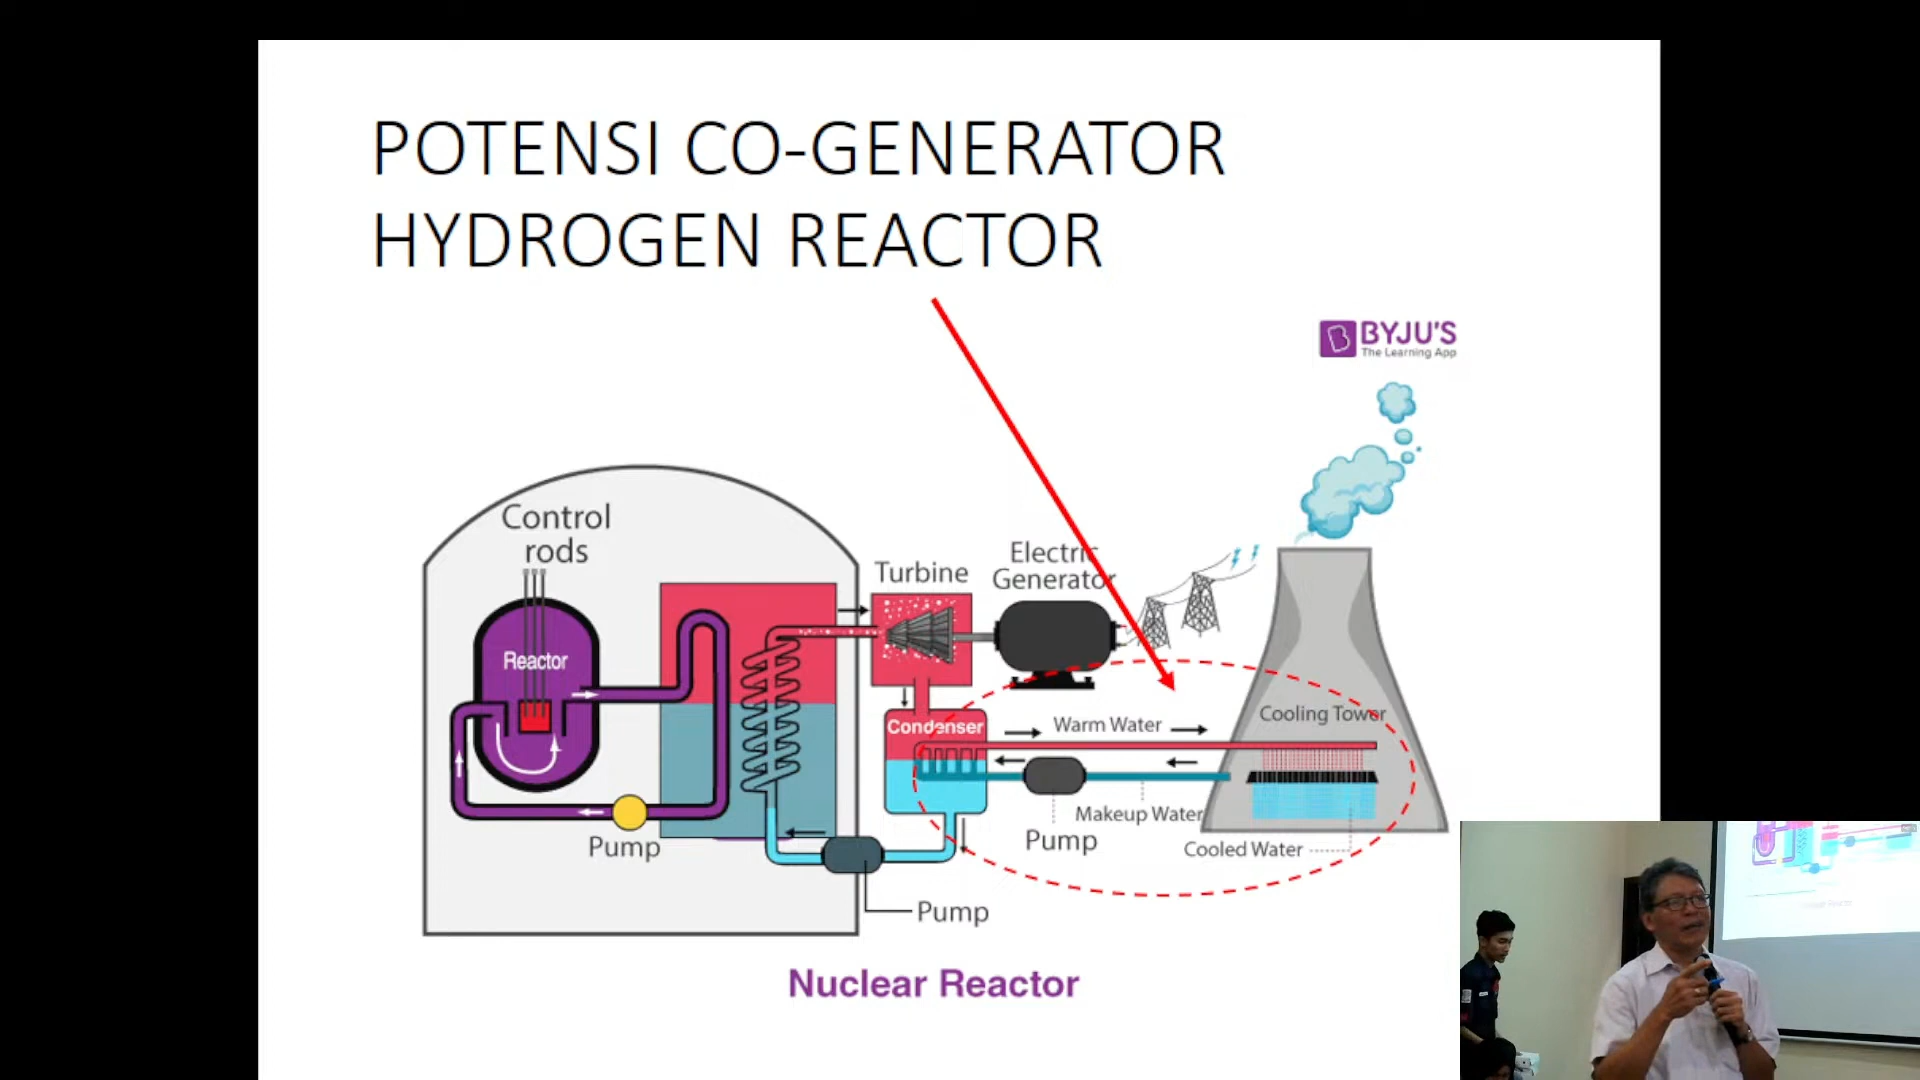 POTENSI CO-GENERATOR
HYDROGEN REACTOR
BYJU'S
The Learning App
Control
rods
Reactor
Pump
Turbine
Electric
Generator
Condenser
Warm Water
Cooling Tower
Makeup Water
Pump
Cooled Water
Pump
Nuclear Reactor